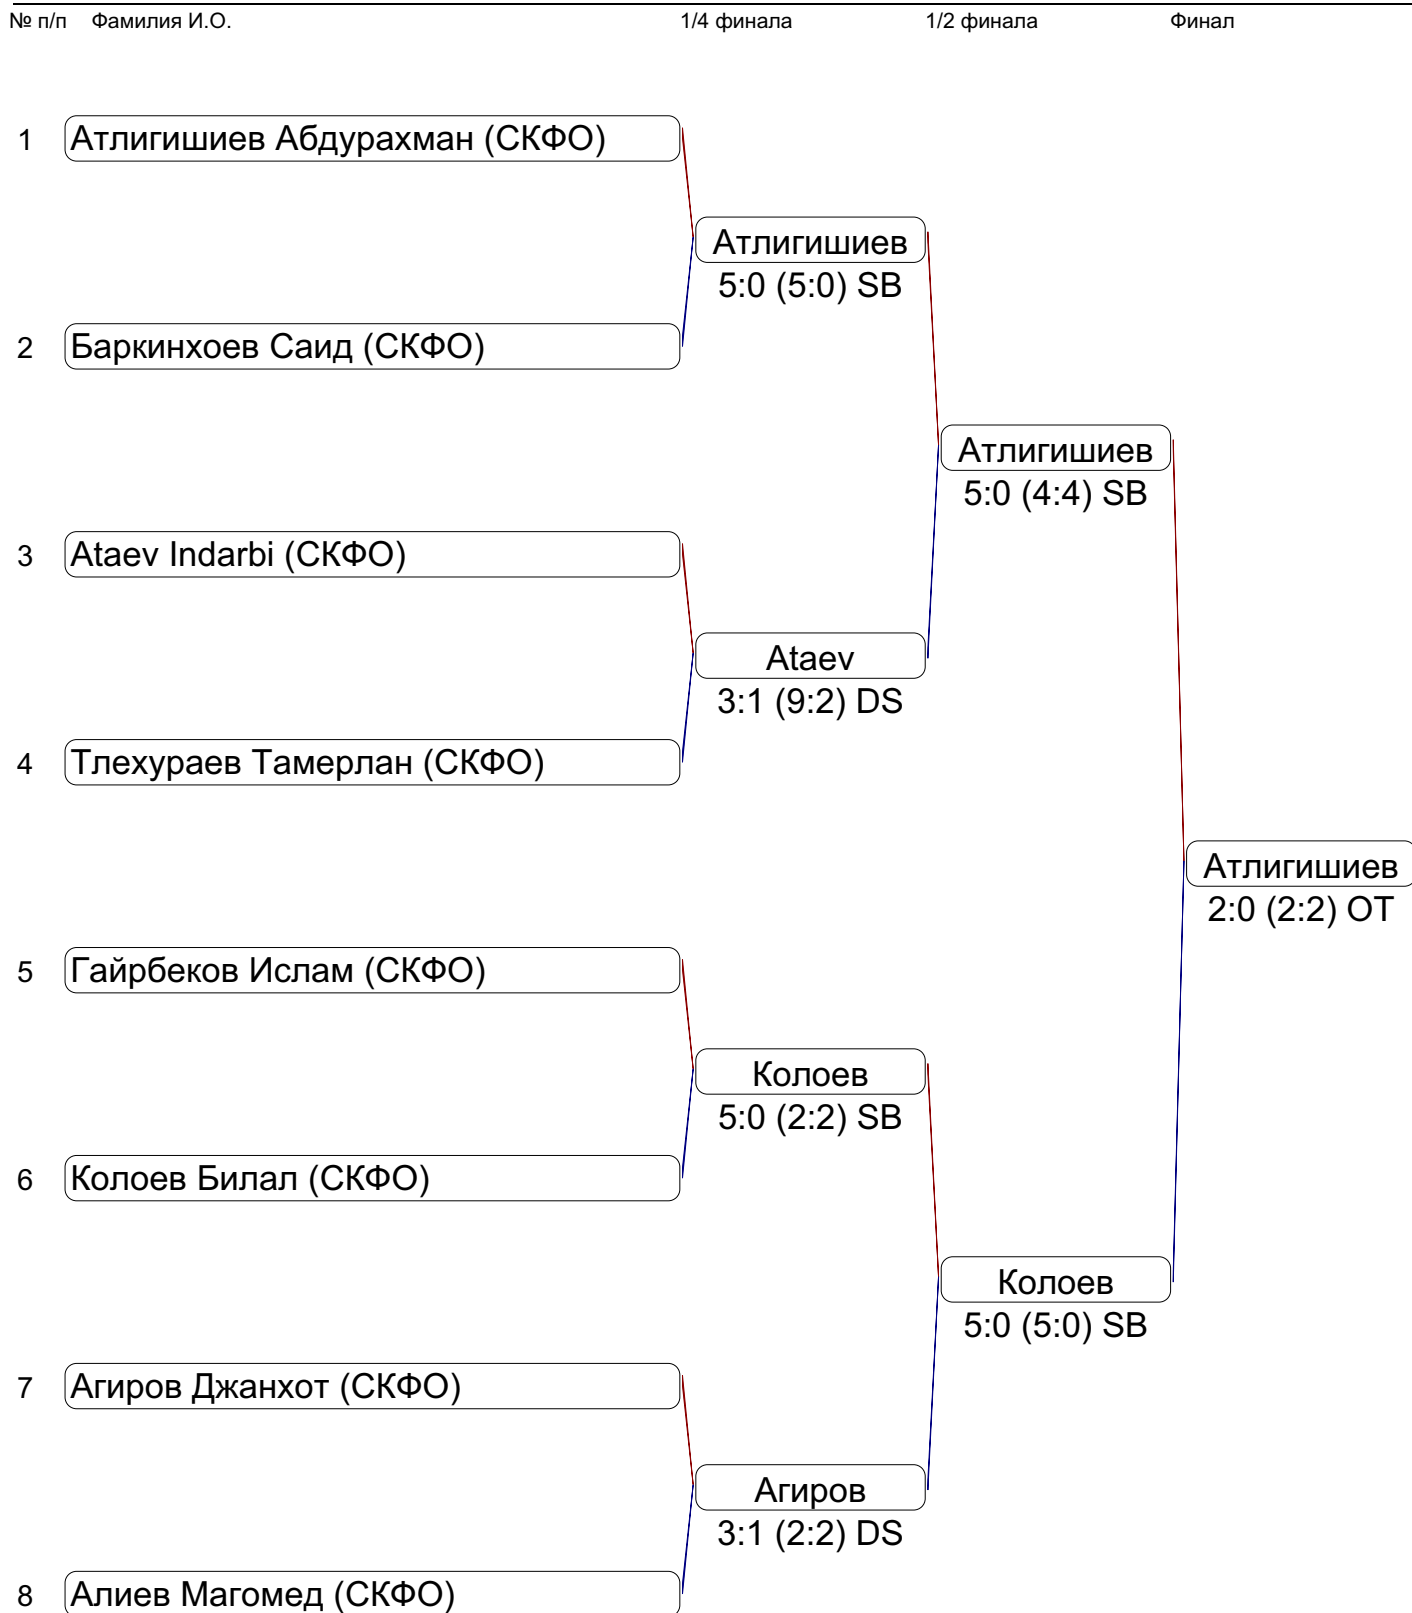 № п/п Фамилия И.О. 1/4 финала 1/2 финала Финал
1 Атлигишиев Абдурахман (СКФО)
Атлигишиев
5:0 (5:0) SB
2 Баркинхоев Саид (СКФО)
Атлигишиев
5:0 (4:4) SB
3 Ataev Indarbi (СКФО)
Ataev
3:1 (9:2) DS
4 Тлехураев Тамерлан (СКФО)
Атлигишиев
2:0 (2:2) OT
5 Гайрбеков Ислам (СКФО)
Колоев
5:0 (2:2) SB
6 Колоев Билал (СКФО)
Колоев
5:0 (5:0) SB
7 Агиров Джанхот (СКФО)
Агиров
3:1 (2:2) DS
8 Алиев Магомед (СКФО)